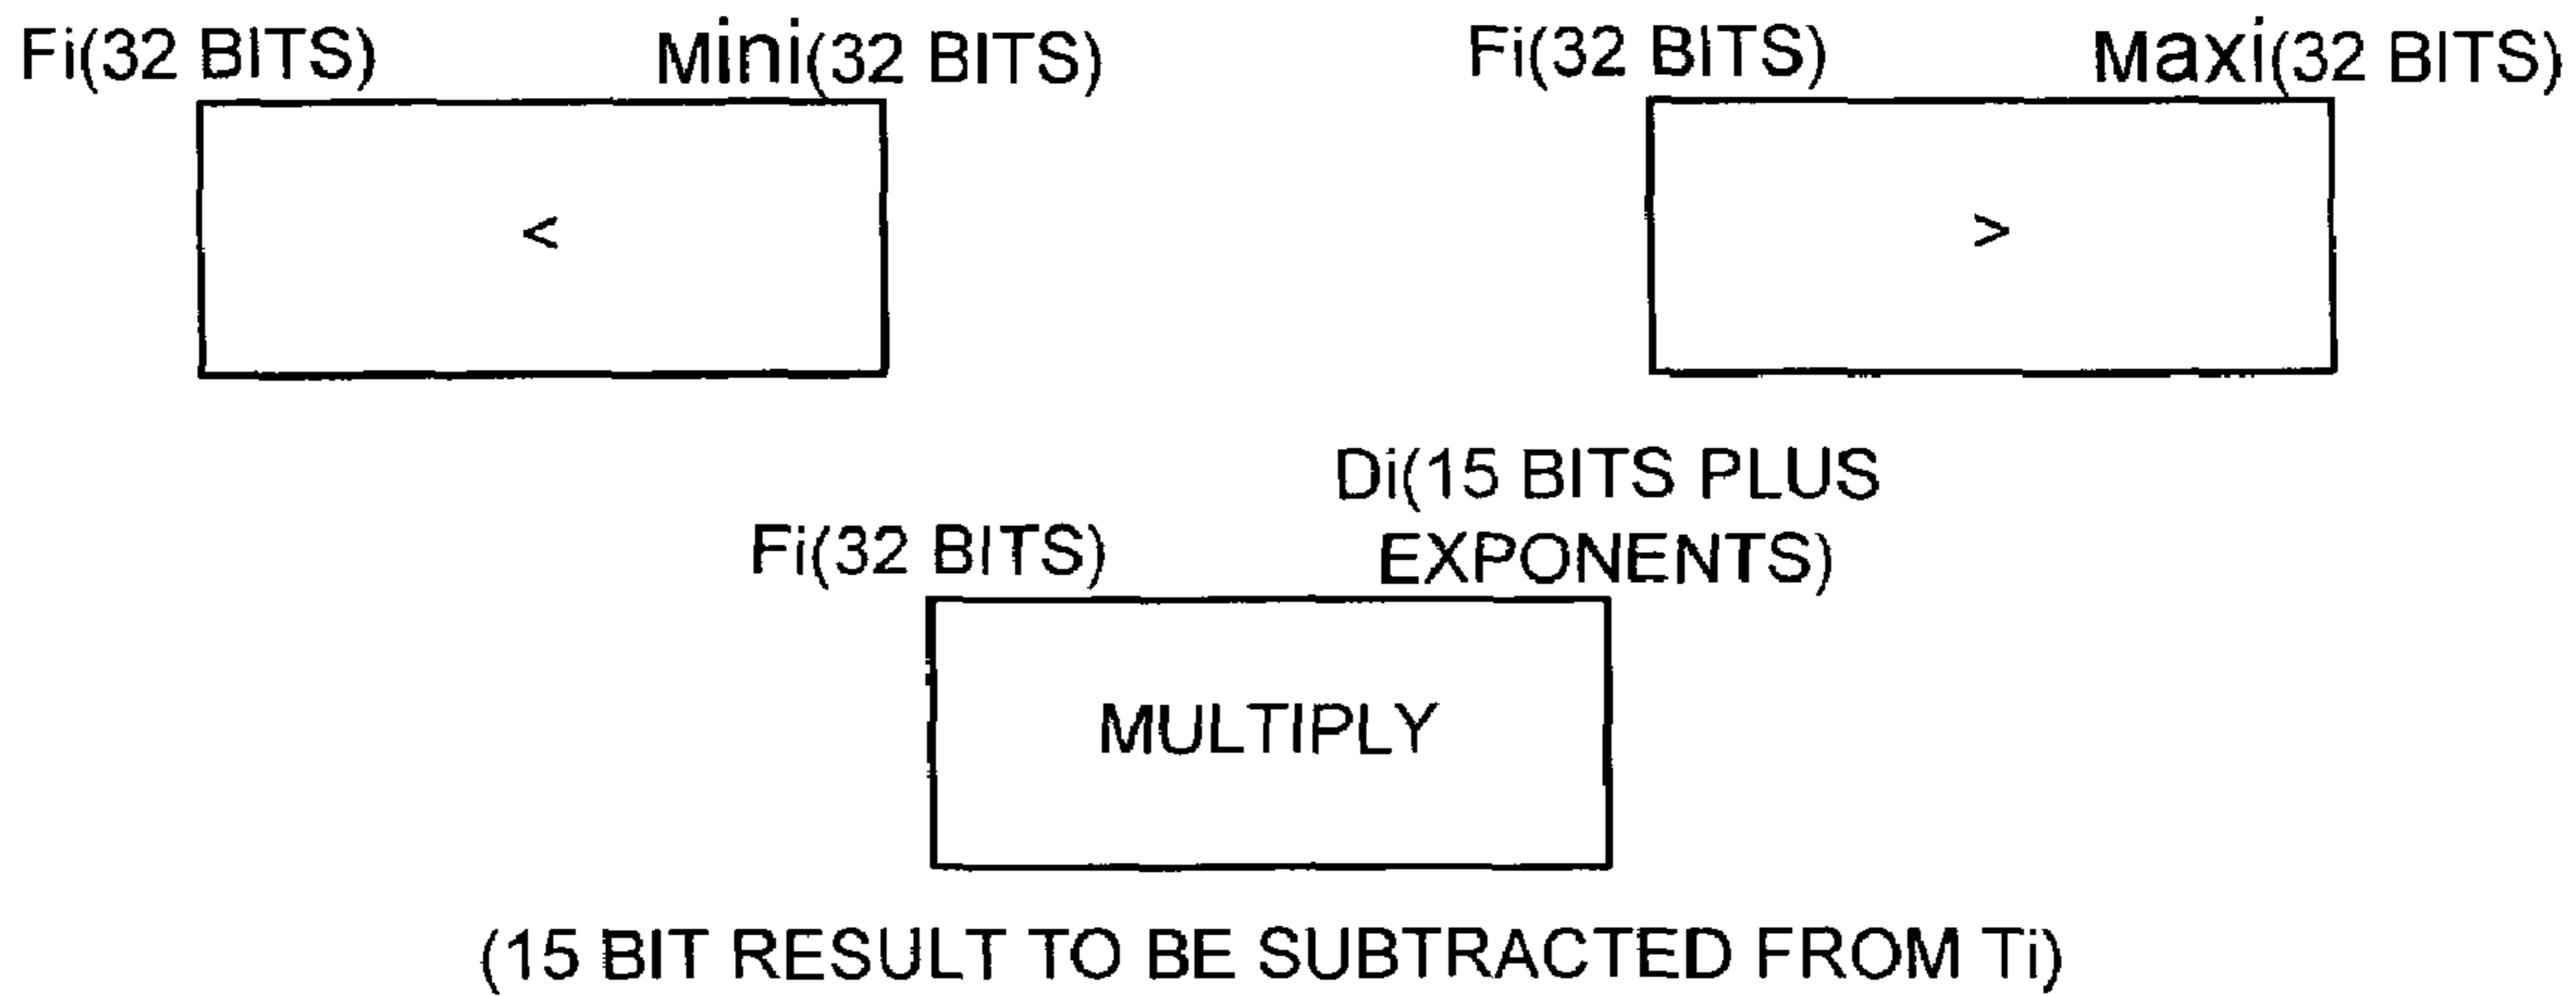 Fi(32 BITS) Mini(32 BITS)
<
Fi(32 BITS) Maxi(32 BITS)
>
Fi(32 BITS)
Di(15 BITS PLUS
EXPONENTS)
MULTIPLY
(15 BIT RESULT TO BE SUBTRACTED FROM Ti)